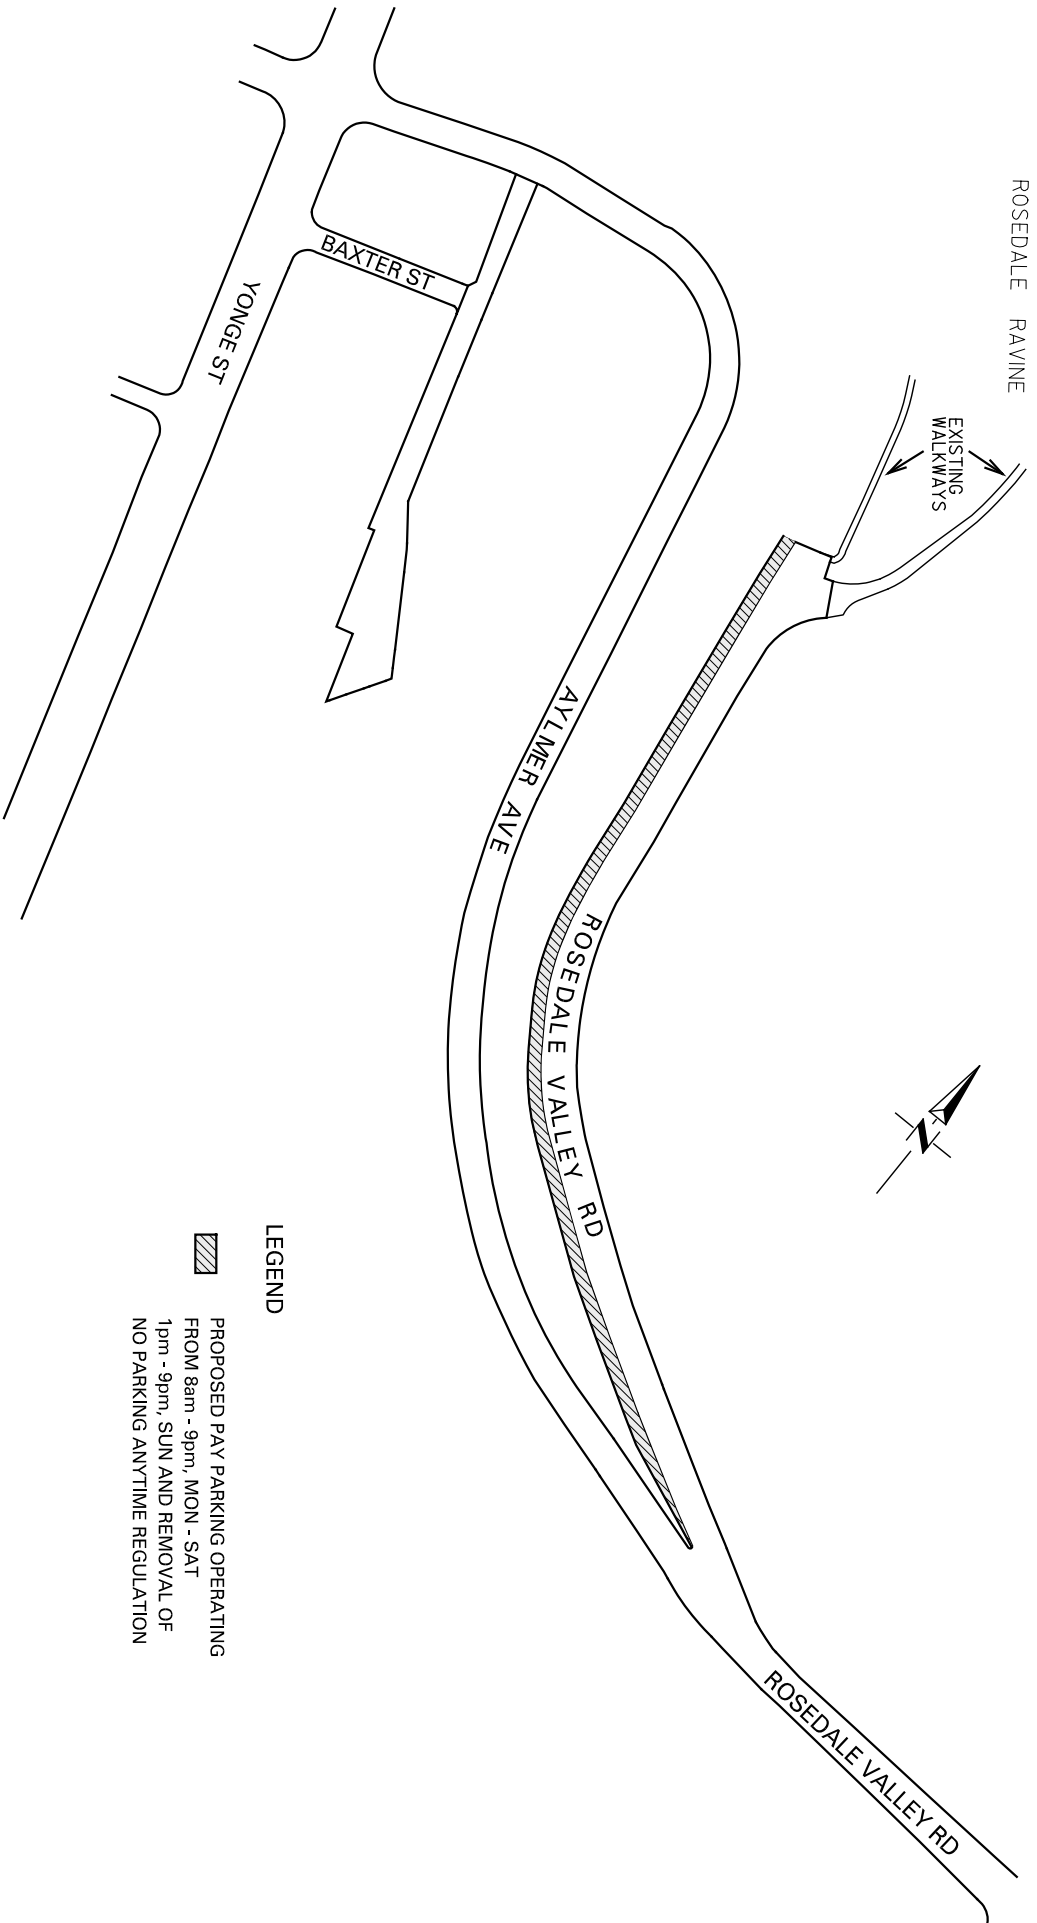 ROSEDALE RAVINE
EXISTING
WALKWAYS
BAXTER ST
YONGE ST
AYLMER AVE
ROSEDALE VALLEY RD
ROSEDALE VALLEY RD
N
LEGEND
PROPOSED PAY PARKING OPERATING
FROM 8am - 9pm, MON - SAT
1pm - 9pm, SUN AND REMOVAL OF
NO PARKING ANYTIME REGULATION